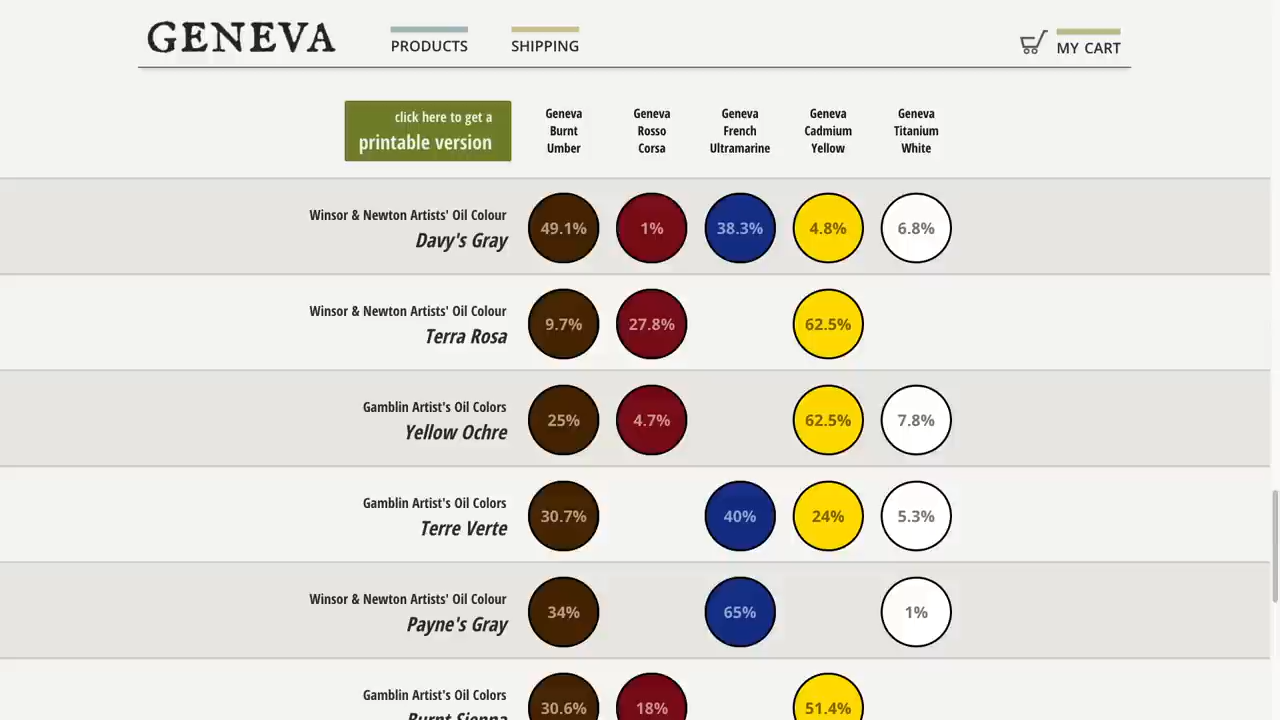 GENEVA
PRODUCTS
SHIPPING
MY CART
click here to get a
printable version
Geneva
Burnt
Umber
Geneva
Rosso
Corsa
Geneva
French
Ultramarine
Geneva
Cadmium
Yellow
Geneva
Titanium
White
Winsor & Newton Artists' Oil Colour
Davy's Gray
49.1%
1%
38.3%
4.8%
6.8%
Winsor & Newton Artists' Oil Colour
Terra Rosa
9.7%
27.8%
62.5%
Gamblin Artist's Oil Colors
Yellow Ochre
25%
4.7%
62.5%
7.8%
Gamblin Artist's Oil Colors
Terre Verte
30.7%
40%
24%
5.3%
Winsor & Newton Artists' Oil Colour
Payne's Gray
34%
65%
1%
Gamblin Artist's Oil Colors
Burnt Sienna
30.6%
18%
51.4%